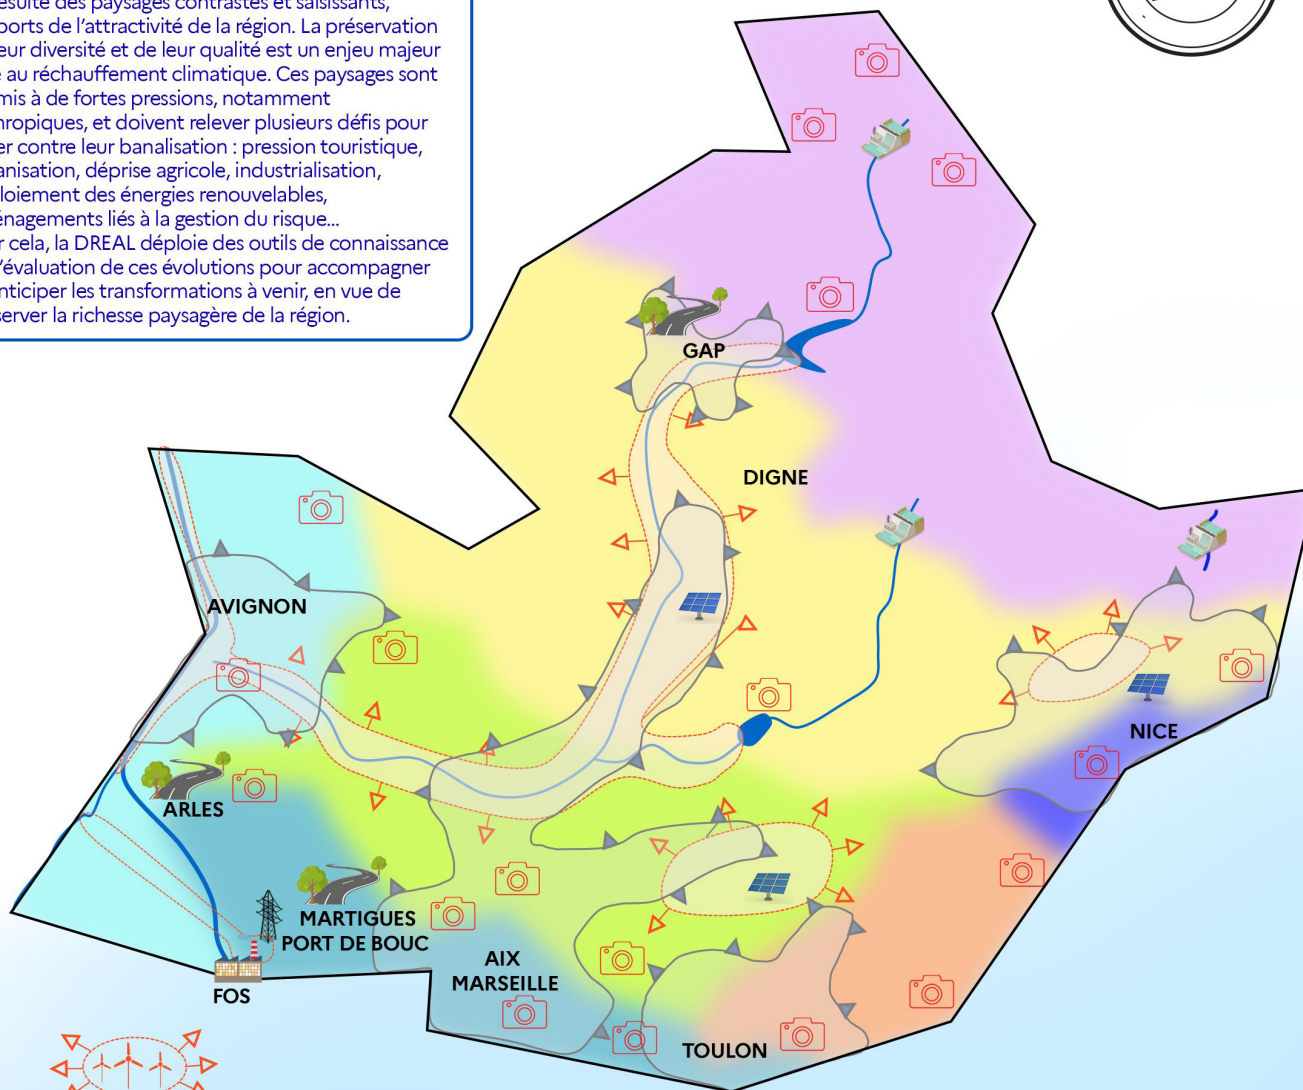 ésulte des paysages contrastés et saisissants,
ports de l'attractivité de la région. La préservation
eur diversité et de leur qualité est un enjeu majeur
au réchauffement climatique. Ces paysages sont
mis à de fortes pressions, notamment
hropiques, et doivent relever plusieurs défis pour
er contre leur banalisation : pression touristique,
anisation, déprise agricole, industrialisation,
loiement des énergies renouvelables,
énagements liés à la gestion du risque...
r cela, la DREAL déploie des outils de connaissance
'évaluation de ces évolutions pour accompagner
nticiper les transformations à venir, en vue de
server la richesse paysagère de la région.
GAP
DIGNE
AVIGNON
NICE
ARLES
MARTIGUES
PORT DE BOUC
AIX
MARSEILLE
FOS
TOULON